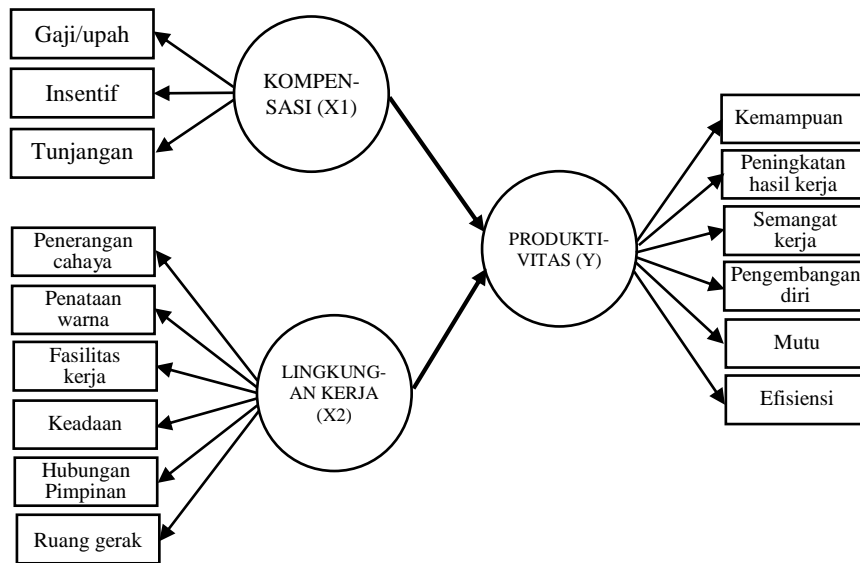 Gaji/upah
Insentif
Tunjangan
KOMPEN-
SASI (X1)
Penerangan
cahaya
Penataan
warna
Fasilitas
kerja
Keadaan
Hubungan
Pimpinan
Ruang gerak
LINGKUNG-
AN KERJA
(X2)
PRODUKTI-
VITAS (Y)
Kemampuan
Peningkatan
hasil kerja
Semangat
kerja
Pengembangan
diri
Mutu
Efisiensi